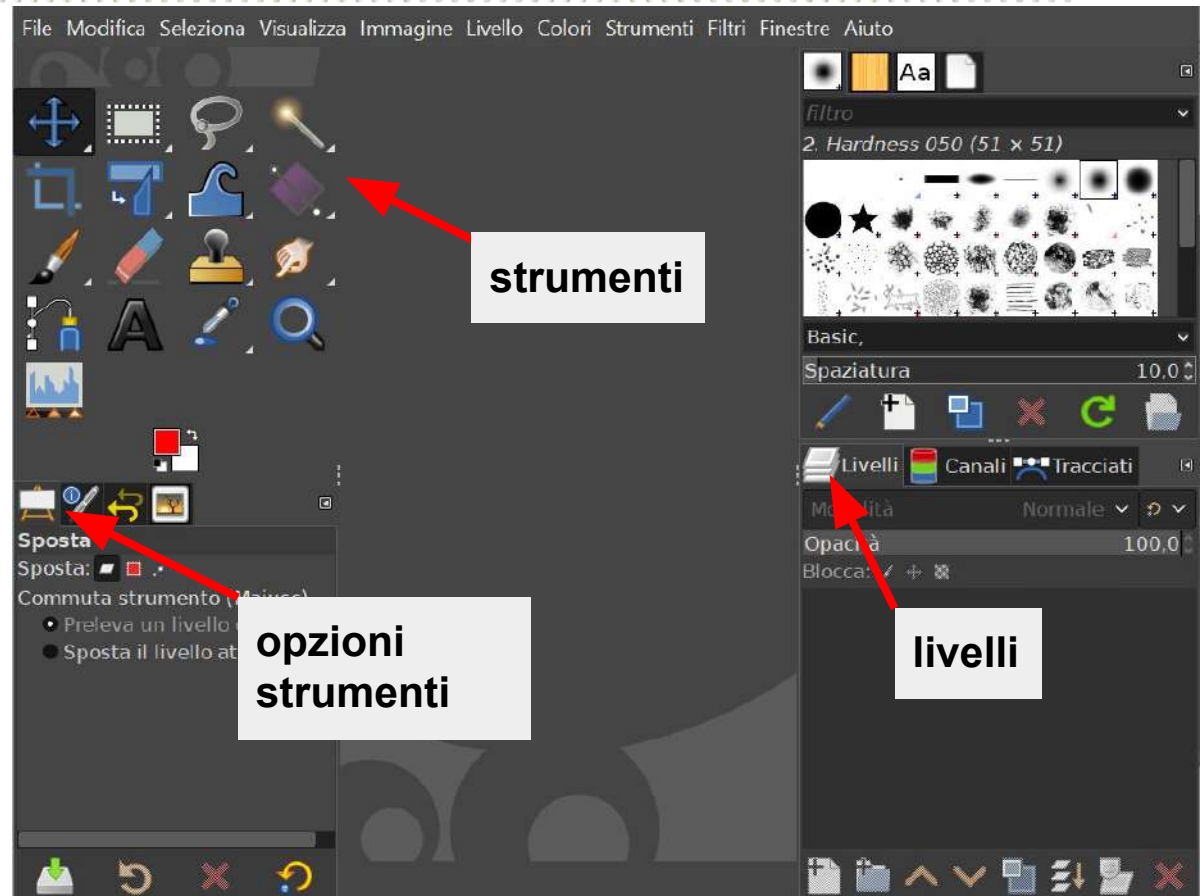 File Modifica Seleziona Visualizza Immagine Livello Colori Strumenti Filtri Finestre Aiuto
Aa
filtro
2. Hardness 050 (51 × 51)
strumenti
Basic,
Spaziatura 10,0
Livelli Canali Tracciati
Normale
Sposta
Opacità 100,0
Sposta:
Blocca:
Commuta strumento
Preleva un livello
Sposta il livello
opzioni
strumenti
livelli